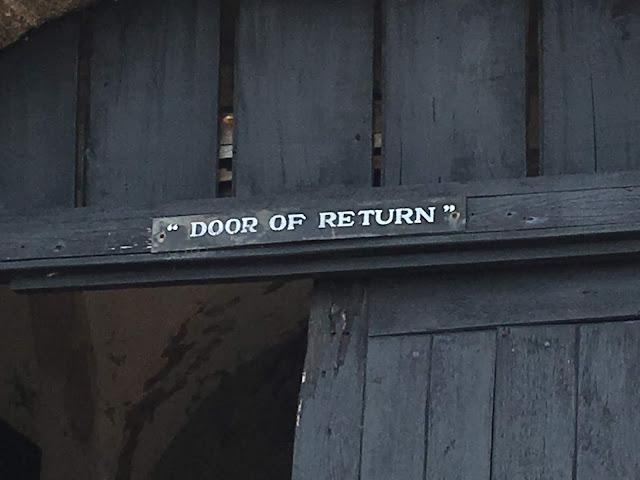 “ DOOR OF RETURN ”